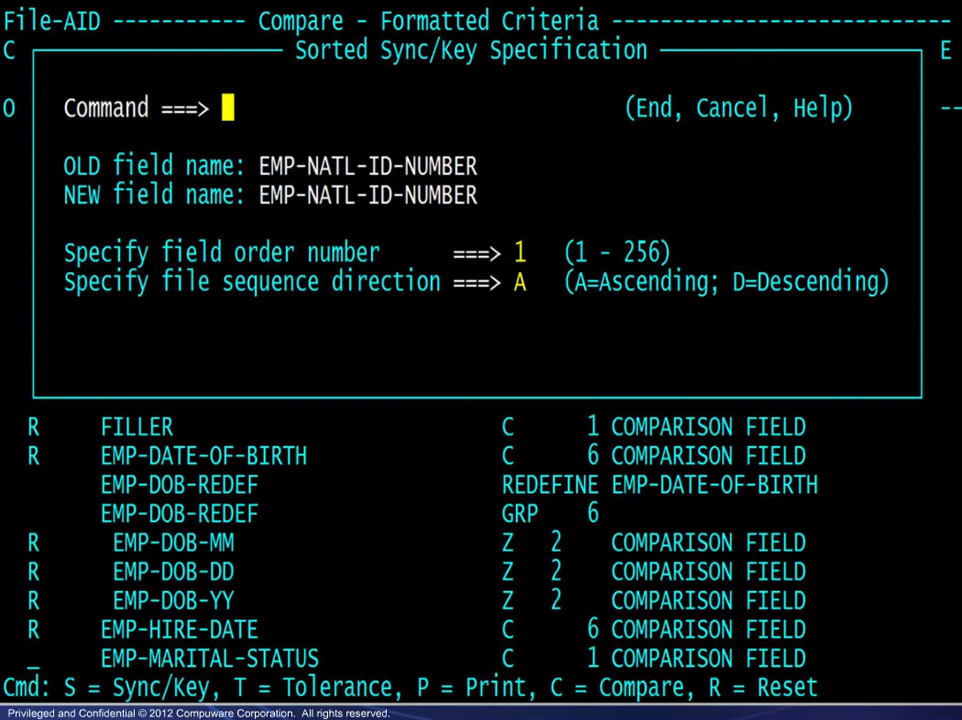 File-AID ----------- Compare - Formatted Criteria ----------------------------
C Sorted Sync/Key Specification E
O Command ===> (End, Cancel, Help) --
OLD field name: EMP-NATL-ID-NUMBER
NEW field name: EMP-NATL-ID-NUMBER
Specify field order number ===> 1 (1 - 256)
Specify file sequence direction ===> A (A=Ascending; D=Descending)
R FILLER C 1 COMPARISON FIELD
R EMP-DATE-OF-BIRTH C 6 COMPARISON FIELD
EMP-DOB-REDEF REDEFINE EMP-DATE-OF-BIRTH
EMP-DOB-REDEF GRP 6
R EMP-DOB-MM Z 2 COMPARISON FIELD
R EMP-DOB-DD Z 2 COMPARISON FIELD
R EMP-DOB-YY Z 2 COMPARISON FIELD
R EMP-HIRE-DATE C 6 COMPARISON FIELD
_ EMP-MARITAL-STATUS C 1 COMPARISON FIELD
Cmd: S = Sync/Key, T = Tolerance, P = Print, C = Compare, R = Reset
Privileged and Confidential © 2012 Compuware Corporation. All rights reserved.